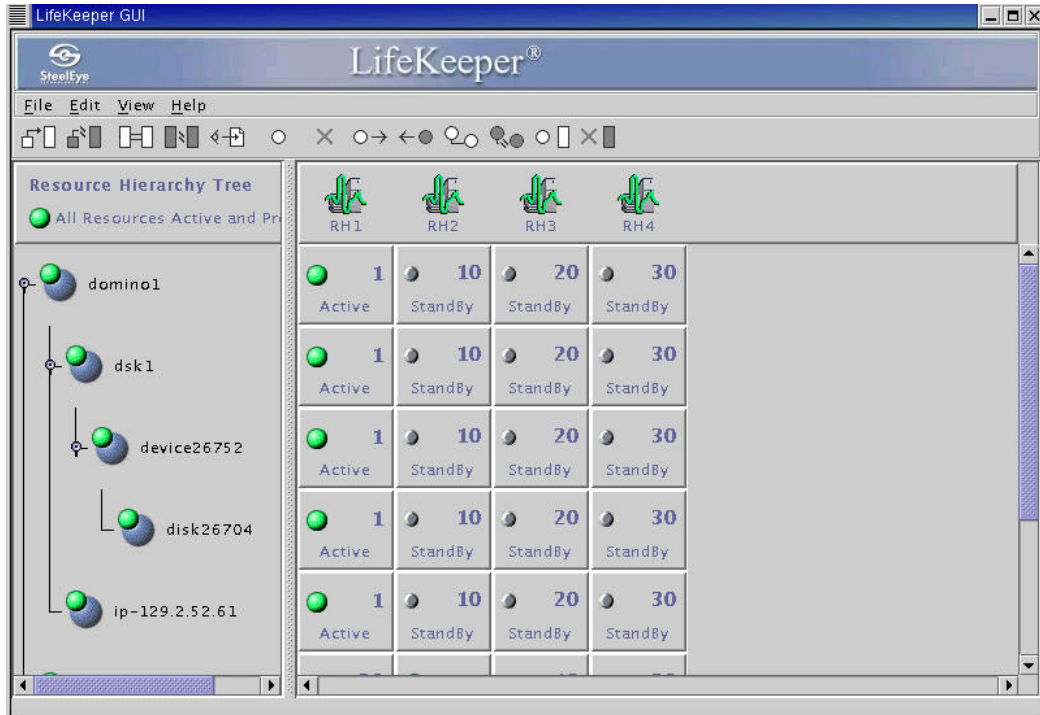 LifeKeeper GUI
SteelEye
LifeKeeper®
File Edit View Help
Resource Hierarchy Tree
All Resources Active and
RH1 RH2 RH3 RH4
domino1
1 10 20 30
Active StandBy StandBy StandBy
dsk1
1 10 20 30
Active StandBy StandBy StandBy
device26752
1 10 20 30
Active StandBy StandBy StandBy
disk26704
1 10 20 30
Active StandBy StandBy StandBy
ip-129.2.52.61
1 10 20 30
Active StandBy StandBy StandBy